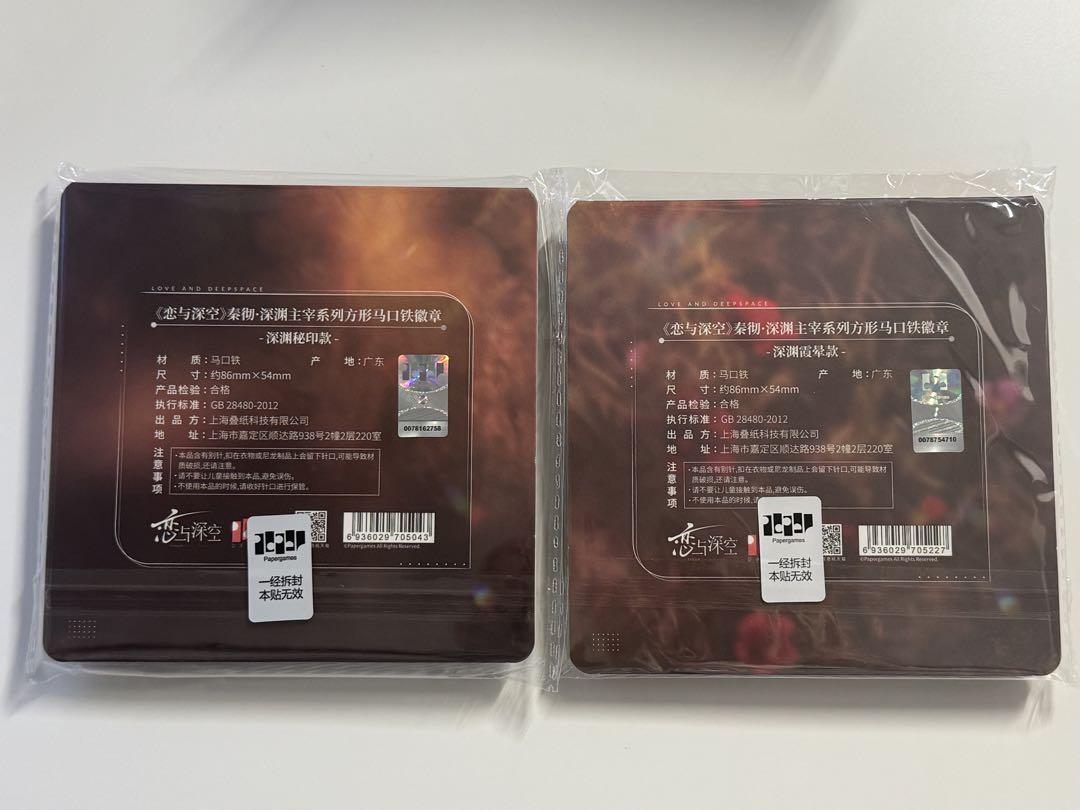 LOVE AND DEEPSPACE
《恋与深空》秦彻·深渊主宰系列方形马口铁徽章
- 深渊秘印款 -
材 质：马口铁 产 地：广东
尺 寸：约86mm×54mm
产品检验：合格
执行标准：GB 28480-2012
出 品 方：上海叠纸科技有限公司
地 址：上海市嘉定区顺达路938号2幢2层220室
0078162758
注意事项
·本品含有别针,扣在衣物或尼龙制品上会留下针口,可能导致材
质破损,还请注意。
·请不要让儿童接触到本品,避免误伤。
·不使用本品的时候,请收好针口进行保管。
恋与深空
Papergames
一经拆封
本贴无效
6936029705043
©Papergames All Rights Reserved.
LOVE AND DEEPSPACE
《恋与深空》秦彻·深渊主宰系列方形马口铁徽章
- 深渊霞晕款 -
材 质：马口铁 产 地：广东
尺 寸：约86mm×54mm
产品检验：合格
执行标准：GB 28480-2012
出 品 方：上海叠纸科技有限公司
地 址：上海市嘉定区顺达路938号2幢2层220室
0078754710
注意事项
·本品含有别针,扣在衣物或尼龙制品上会留下针口,可能导致材
质破损,还请注意。
·请不要让儿童接触到本品,避免误伤。
·不使用本品的时候,请
恋与深空
Papergames
一经拆封
本贴无效
6936029705227
©Papergames All Rights Reserved.